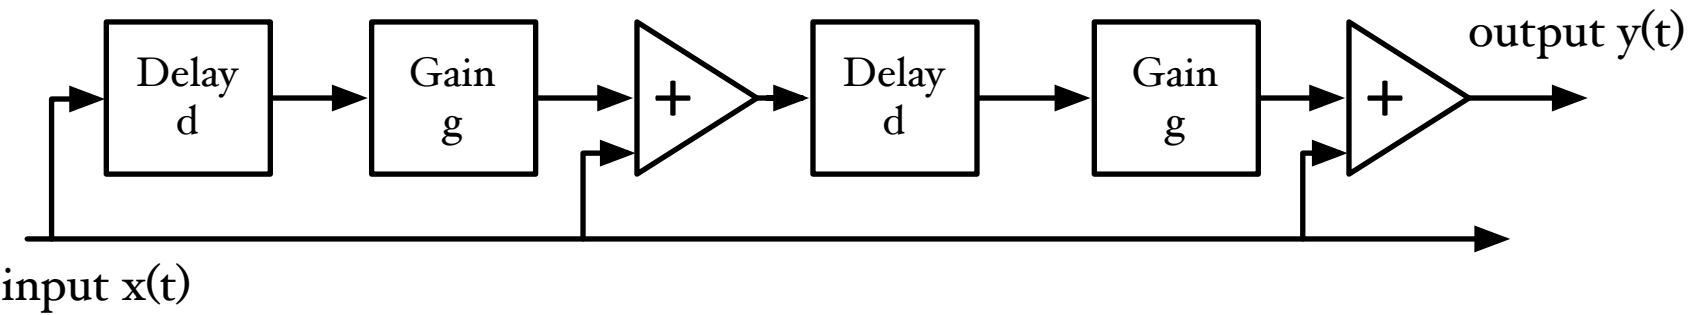 Delay
d
Gain
g
+
Delay
d
Gain
g
+
output y(t)
input x(t)